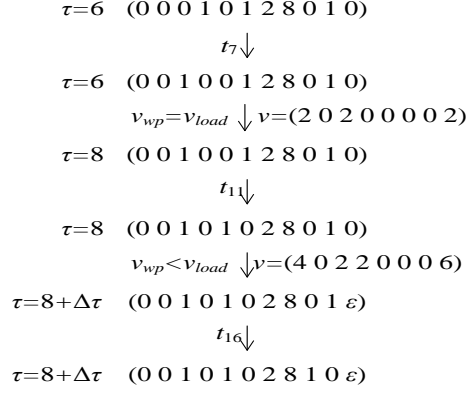 τ=6 (0 0 0 1 0 1 2 8 0 1 0)
t₇
τ=6 (0 0 1 0 0 1 2 8 0 1 0)
v_wp=v_load v=(2 0 2 0 0 0 0 2)
τ=8 (0 0 1 0 0 1 2 8 0 1 0)
t₁₁
τ=8 (0 0 1 0 1 0 2 8 0 1 0)
v_wp<v_load v=(4 0 2 2 0 0 0 6)
τ=8+Δτ (0 0 1 0 1 0 2 8 0 1 ε)
t₁₆
τ=8+Δτ (0 0 1 0 1 0 2 8 1 0 ε)